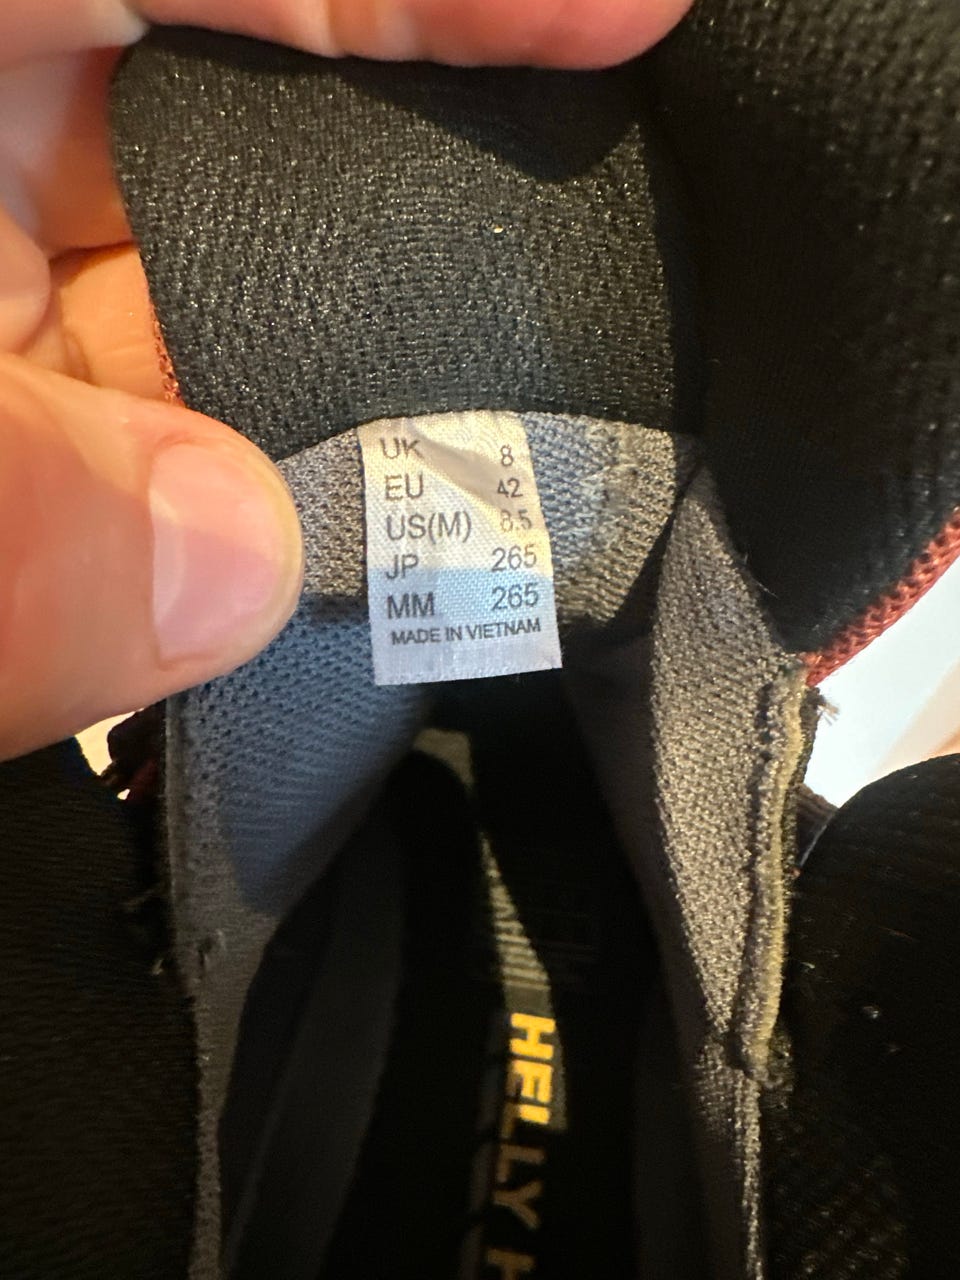 UK 8
EU 42
US(M) 8.5
JP 265
MM 265
MADE IN VIETNAM
HELLY H